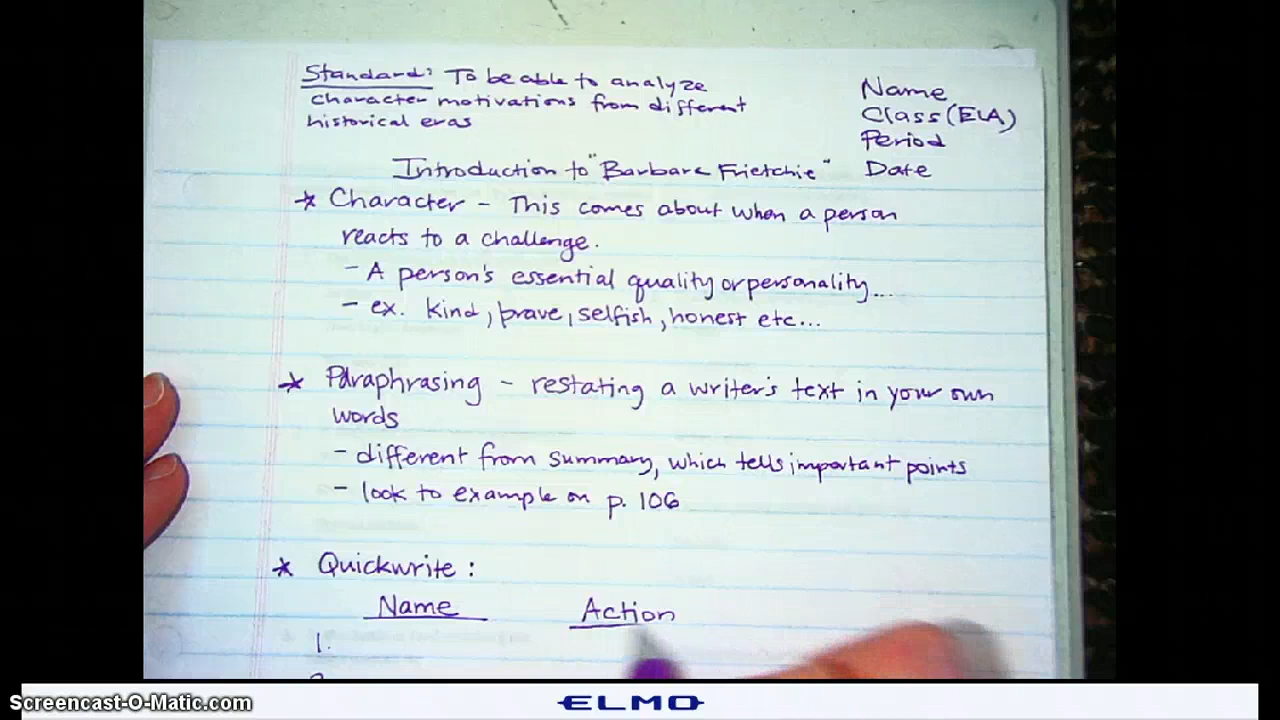 Standard: To be able to analyze
character motivations from different
historical eras
Name
Class (ELA)
Period
Date
Introduction to "Barbara Frietchie"
* Character - This comes about when a person
reacts to a challenge.
- A person's essential quality or personality...
- ex. Kind, brave, selfish, honest etc...
* Paraphrasing - restating a writer's text in your own
words
- different from summary, which tells important points
- look to example on p. 106
* Quickwrite:
Name Action
1.
Screencast-O-Matic.com
ELMO